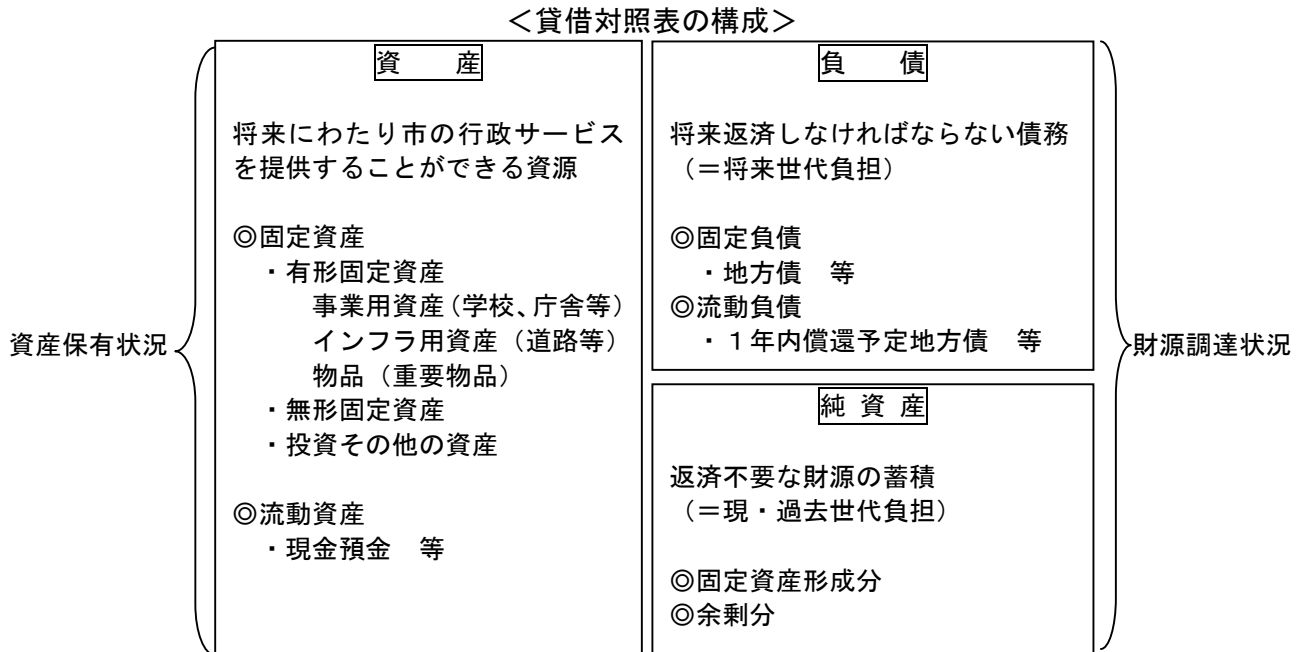 <貸借対照表の構成>
資産保有状況
資　　産
将来にわたり市の行政サービス
を提供することができる資源
◎固定資産
・有形固定資産
事業用資産(学校、庁舎等)
インフラ用資産(道路等)
物品(重要物品)
・無形固定資産
・投資その他の資産
◎流動資産
・現金預金　等
負　　債
将来返済しなければならない債務
(=将来世代負担)
◎固定負債
・地方債　等
◎流動負債
・1年内償還予定地方債　等
純 資 産
返済不要な財源の蓄積
(=現・過去世代負担)
◎固定資産形成分
◎余剰分
財源調達状況